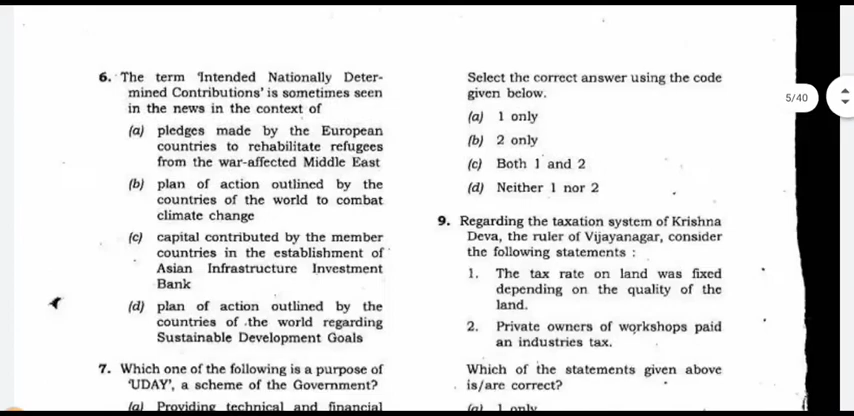 6. The term 'Intended Nationally Deter-
mined Contributions' is sometimes seen
in the news in the context of
(a) pledges made by the European
countries to rehabilitate refugees
from the war-affected Middle East
(b) plan of action outlined by the
countries of the world to combat
climate change
(c) capital contributed by the member
countries in the establishment of
Asian Infrastructure Investment
Bank
(d) plan of action outlined by the
countries of the world regarding
Sustainable Development Goals
7. Which one of the following is a purpose of
'UDAY', a scheme of the Government?
(a) Providing technical and financial
Select the correct answer using the code
given below.
(a) 1 only
(b) 2 only
(c) Both 1 and 2
(d) Neither 1 nor 2
9. Regarding the taxation system of Krishna
Deva, the ruler of Vijayanagar, consider
the following statements :
1. The tax rate on land was fixed
depending on the quality of the
land.
2. Private owners of workshops paid
an industries tax.
Which of the statements given above
is/are correct?
(a) 1 only
5/40